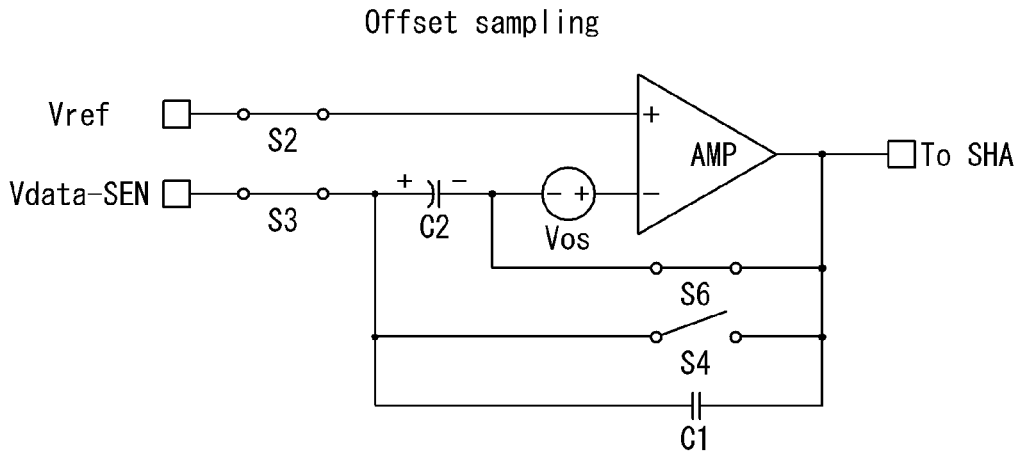 Offset sampling
Vref
S2
+
AMP
To SHA
Vdata-SEN
S3
+ -
C2
- +
Vos
-
S6
S4
C1